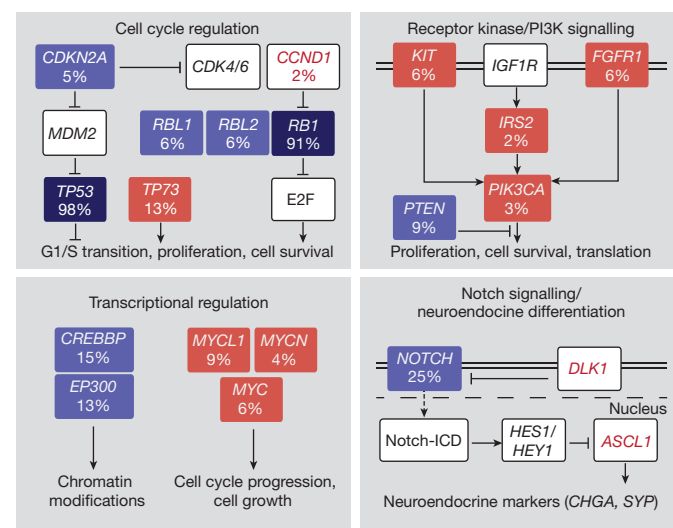 Cell cycle regulation
CDKN2A
5%
CDK4/6
CCND1
2%
MDM2
RBL1
6%
RBL2
6%
RB1
91%
TP53
98%
TP73
13%
E2F
G1/S transition, proliferation, cell survival
Receptor kinase/PI3K signalling
KIT
6%
IGF1R
FGFR1
6%
IRS2
2%
PIK3CA
3%
PTEN
9%
Proliferation, cell survival, translation
Transcriptional regulation
CREBBP
15%
EP300
13%
MYCL1
9%
MYCN
4%
MYC
6%
Chromatin
modifications
Cell cycle progression,
cell growth
Notch signalling/
neuroendocrine differentiation
NOTCH
25%
DLK1
Nucleus
Notch-ICD
HES1/
HEY1
ASCL1
Neuroendocrine markers (CHGA, SYP)